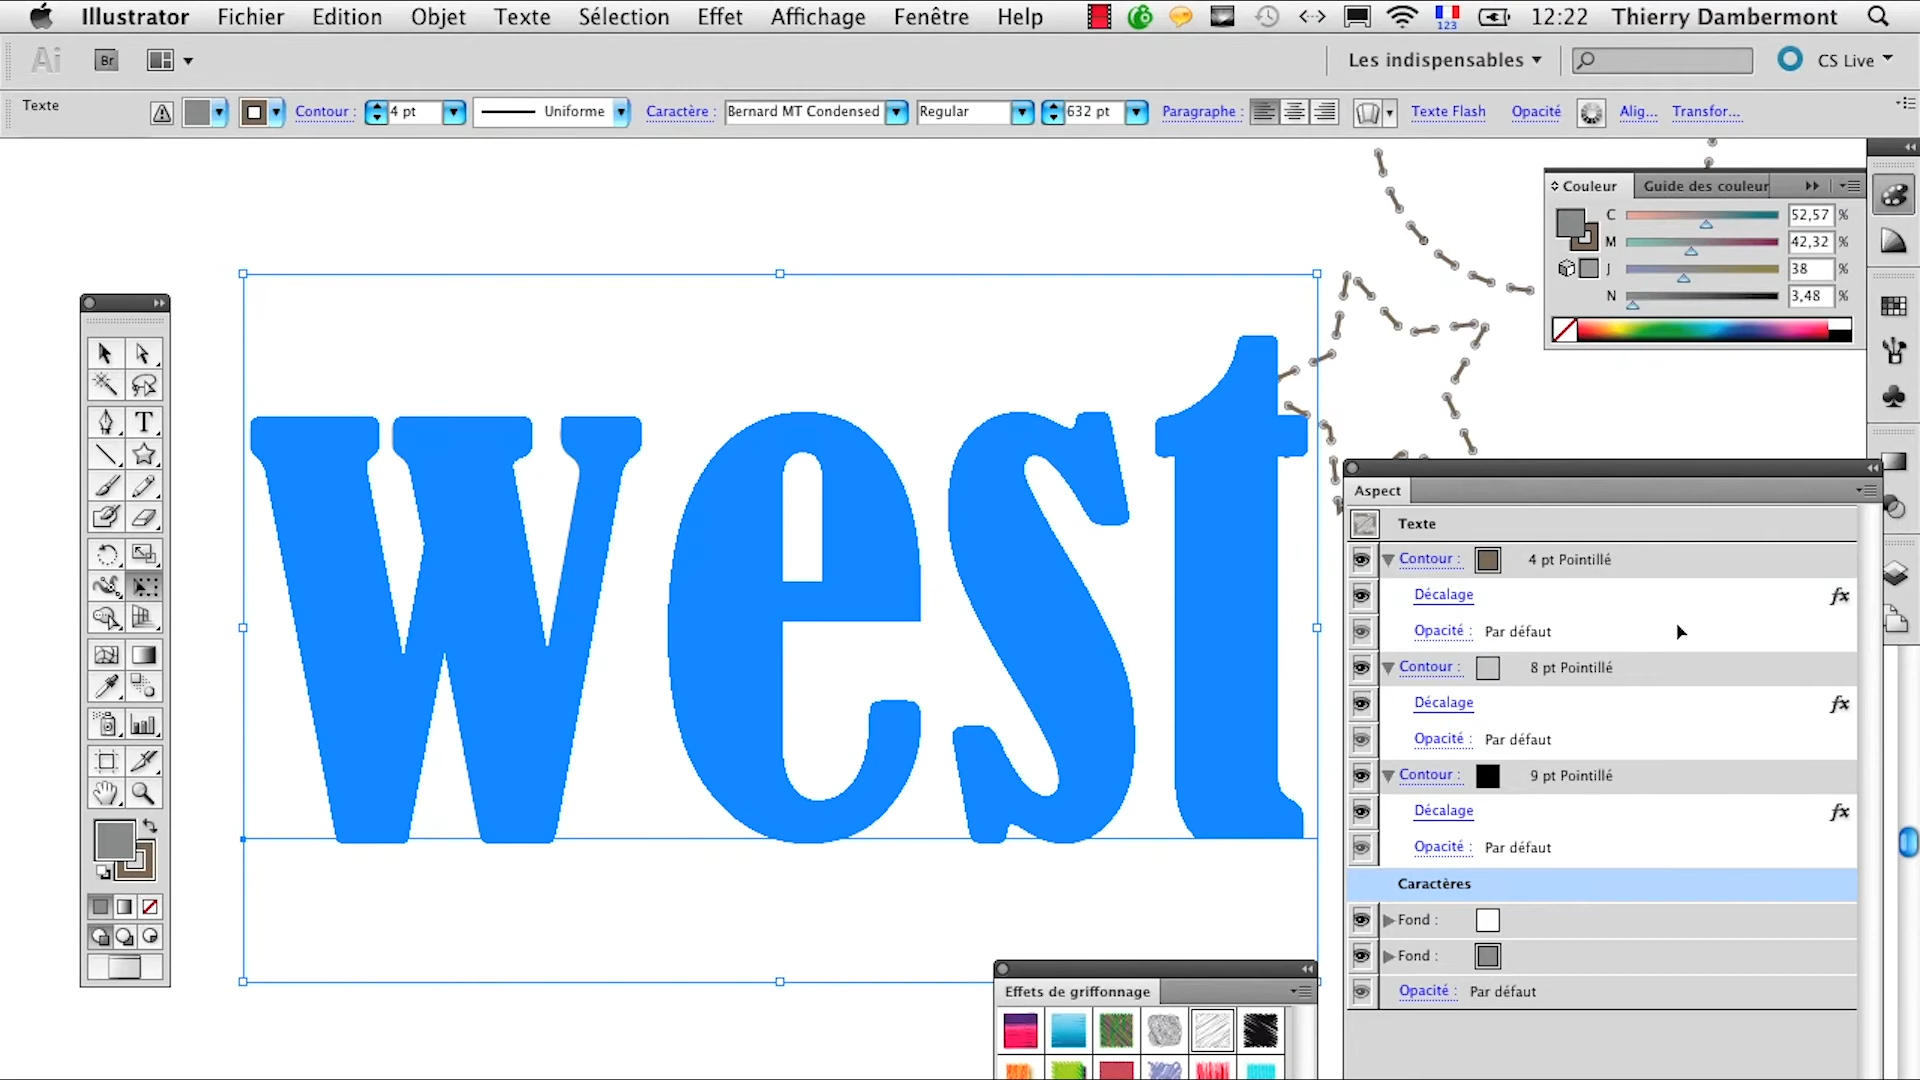 Illustrator Fichier Edition Objet Texte Sélection Effet Affichage Fenêtre Help 123 12:22 Thierry Dambermont
Ai Br Les indispensables CS Live
Texte Contour : 4 pt Uniforme Caractère : Bernard MT Condensed Regular 632 pt Paragraphe : Texte Flash Opacité Alig... Transfor...
Couleur Guide des couleur
C 52,57 %
M 42,32 %
J 38 %
N 3,48 %
west
Aspect
Texte
Contour : 4 pt Pointillé
Décalage fx
Opacité : Par défaut
Contour : 8 pt Pointillé
Décalage fx
Opacité : Par défaut
Contour : 9 pt Pointillé
Décalage fx
Opacité : Par défaut
Caractères
Fond :
Fond :
Opacité : Par défaut
Effets de griffonnage